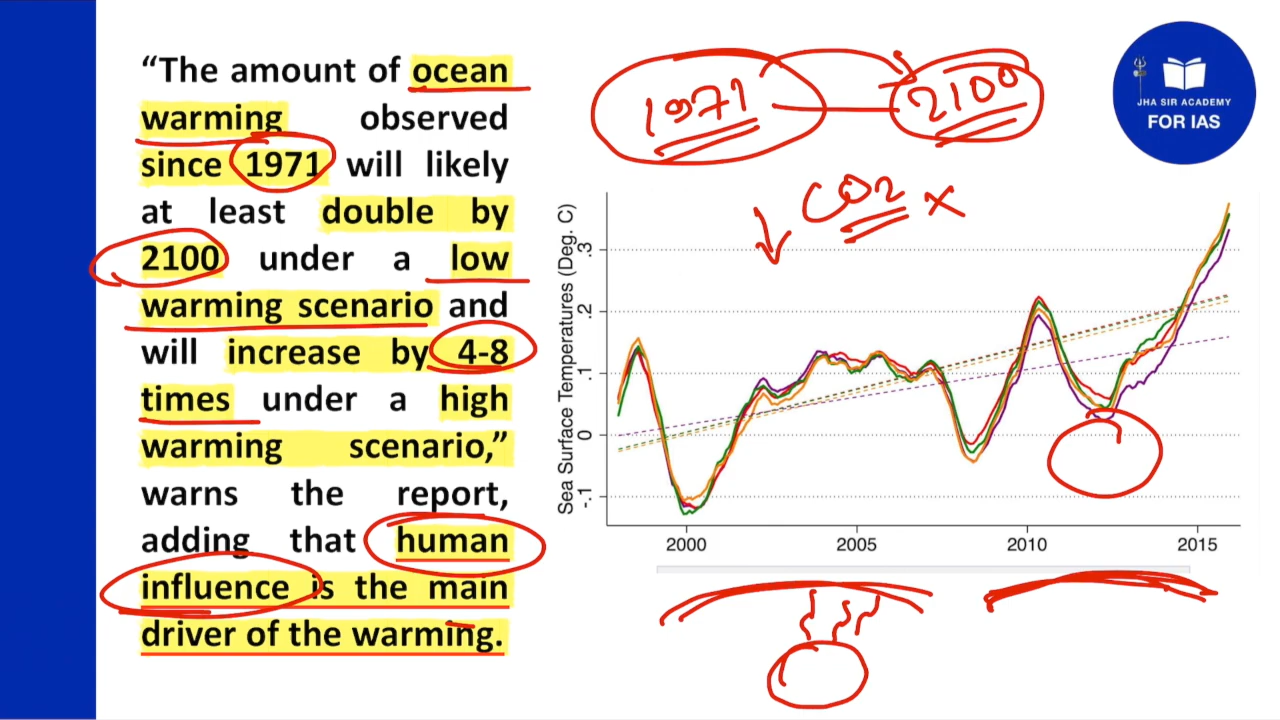 “The amount of ocean
warming observed
since 1971 will likely
at least double by
2100 under a low
warming scenario and
will increase by 4-8
times under a high
warming scenario,”
warns the report,
adding that human
influence is the main
driver of the warming.
1971 2100
CO2 x
JHA SIR ACADEMY
FOR IAS
Sea Surface Temperatures (Deg. C)
.3
.2
.1
0
-.1
2000 2005 2010 2015